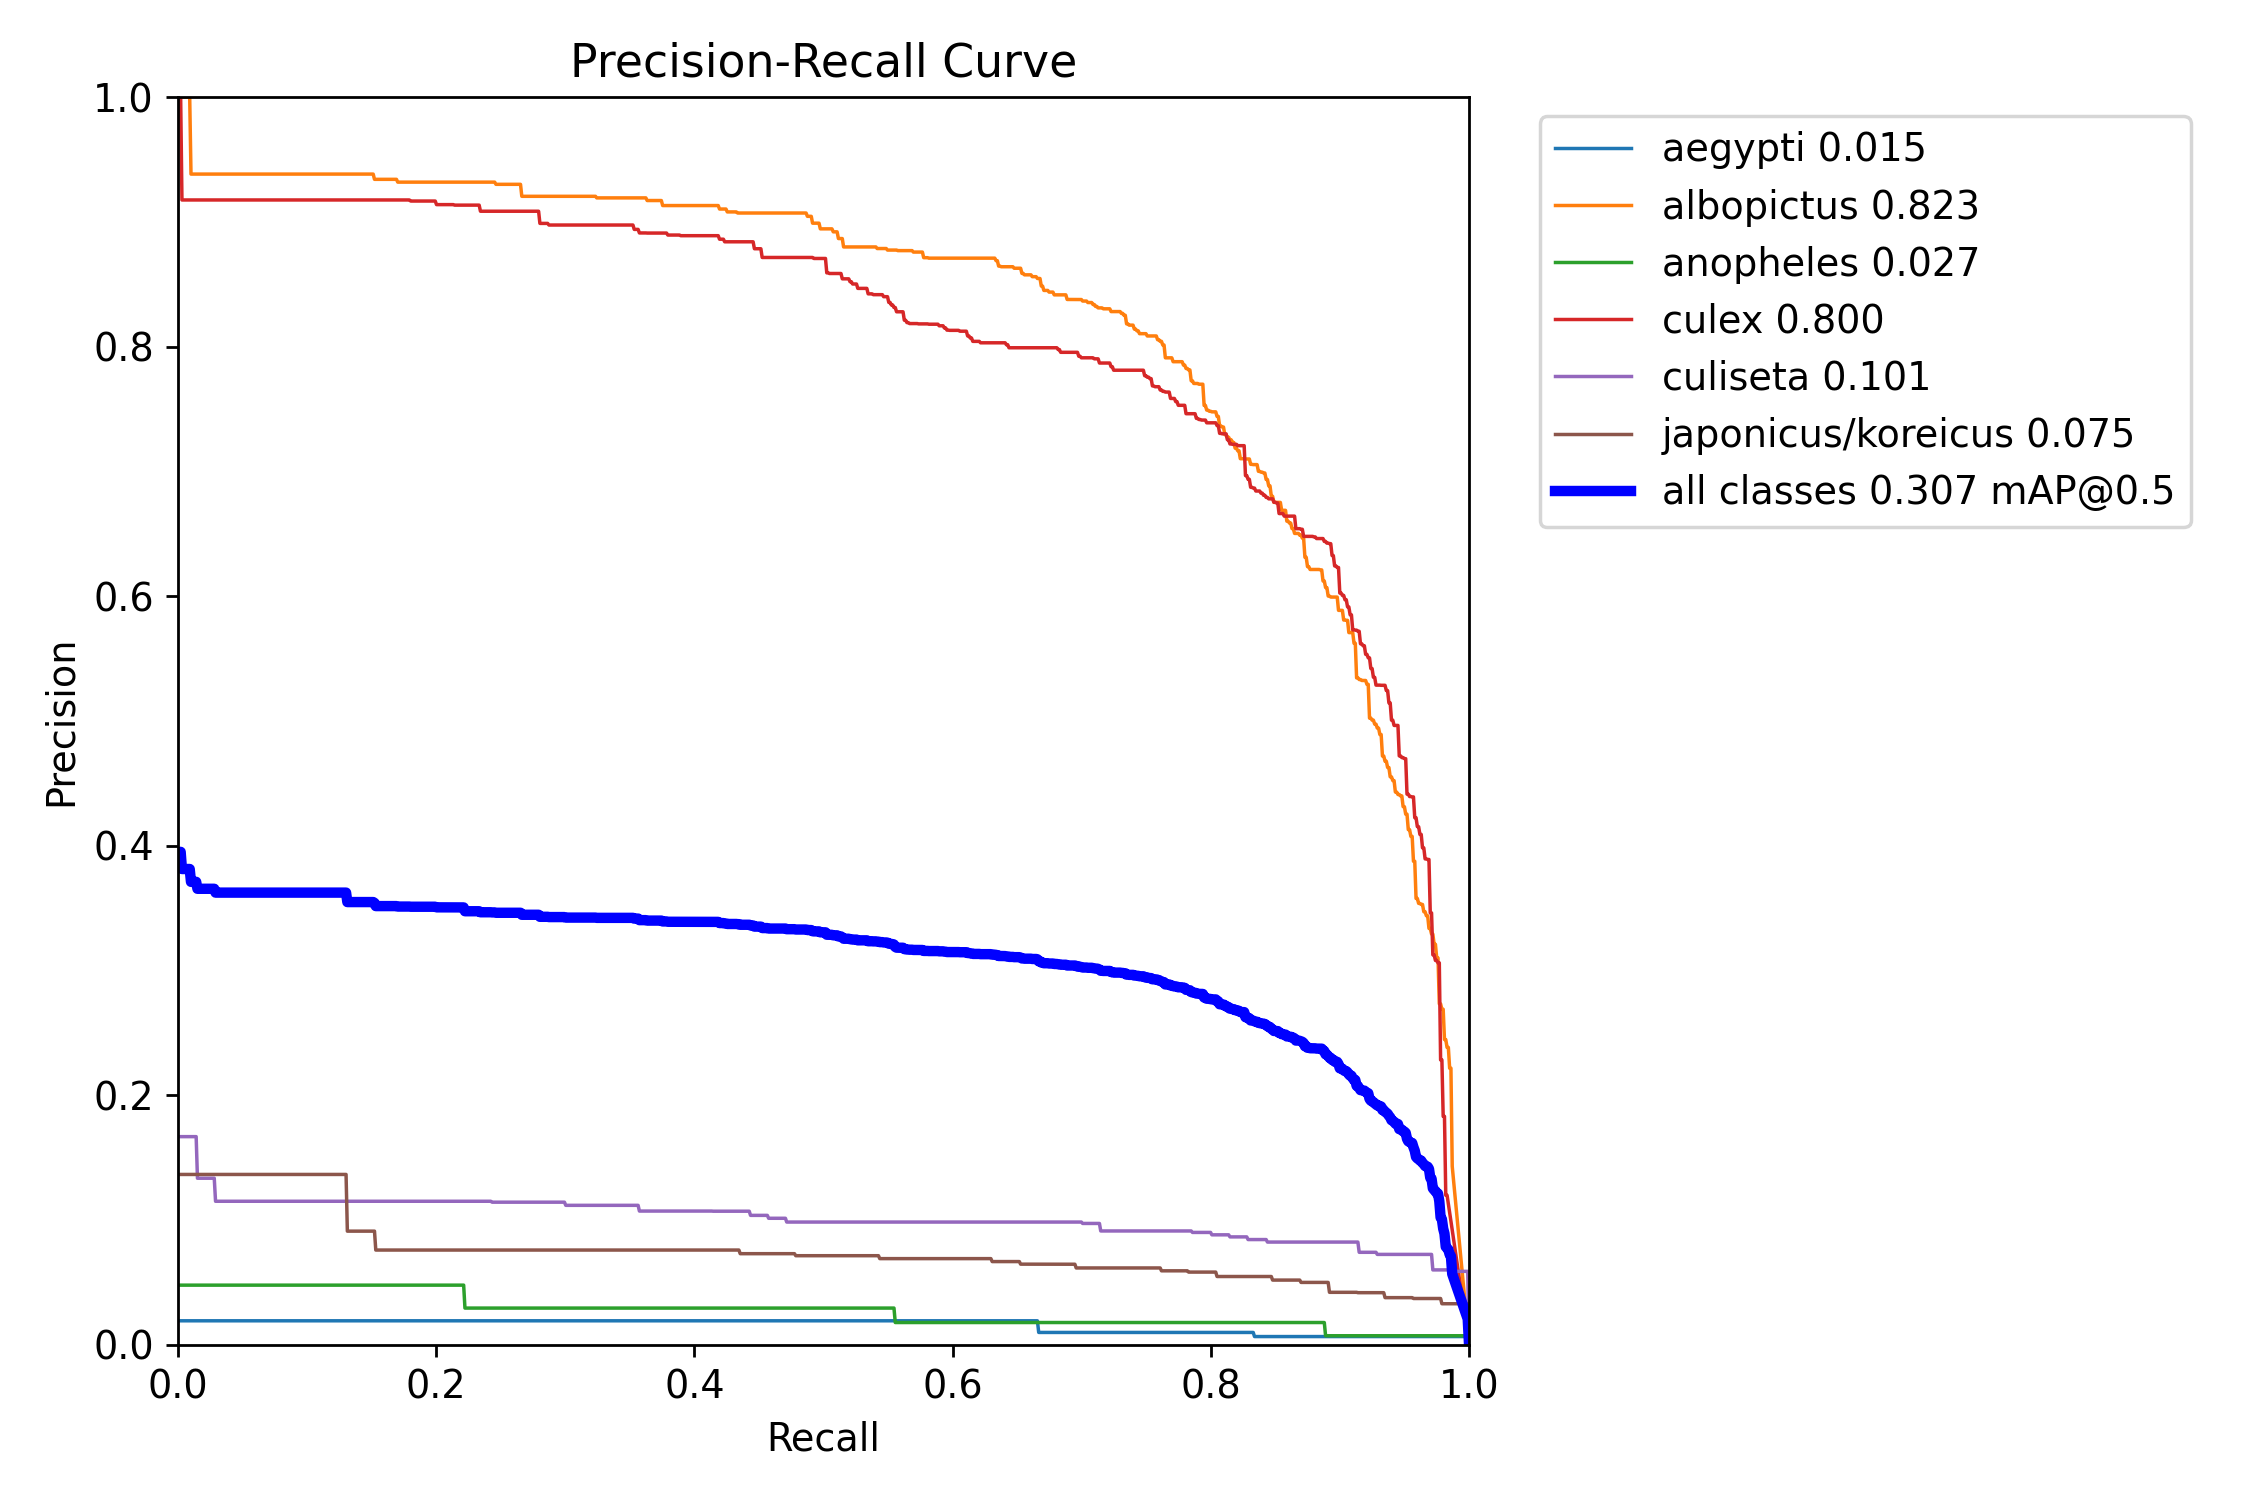 Precision-Recall Curve
1.0
0.8
0.6
0.4
0.2
0.0
Precision
0.0 0.2 0.4 0.6 0.8 1.0
Recall
aegypti 0.015
albopictus 0.823
anopheles 0.027
culex 0.800
culiseta 0.101
japonicus/koreicus 0.075
all classes 0.307 mAP@0.5